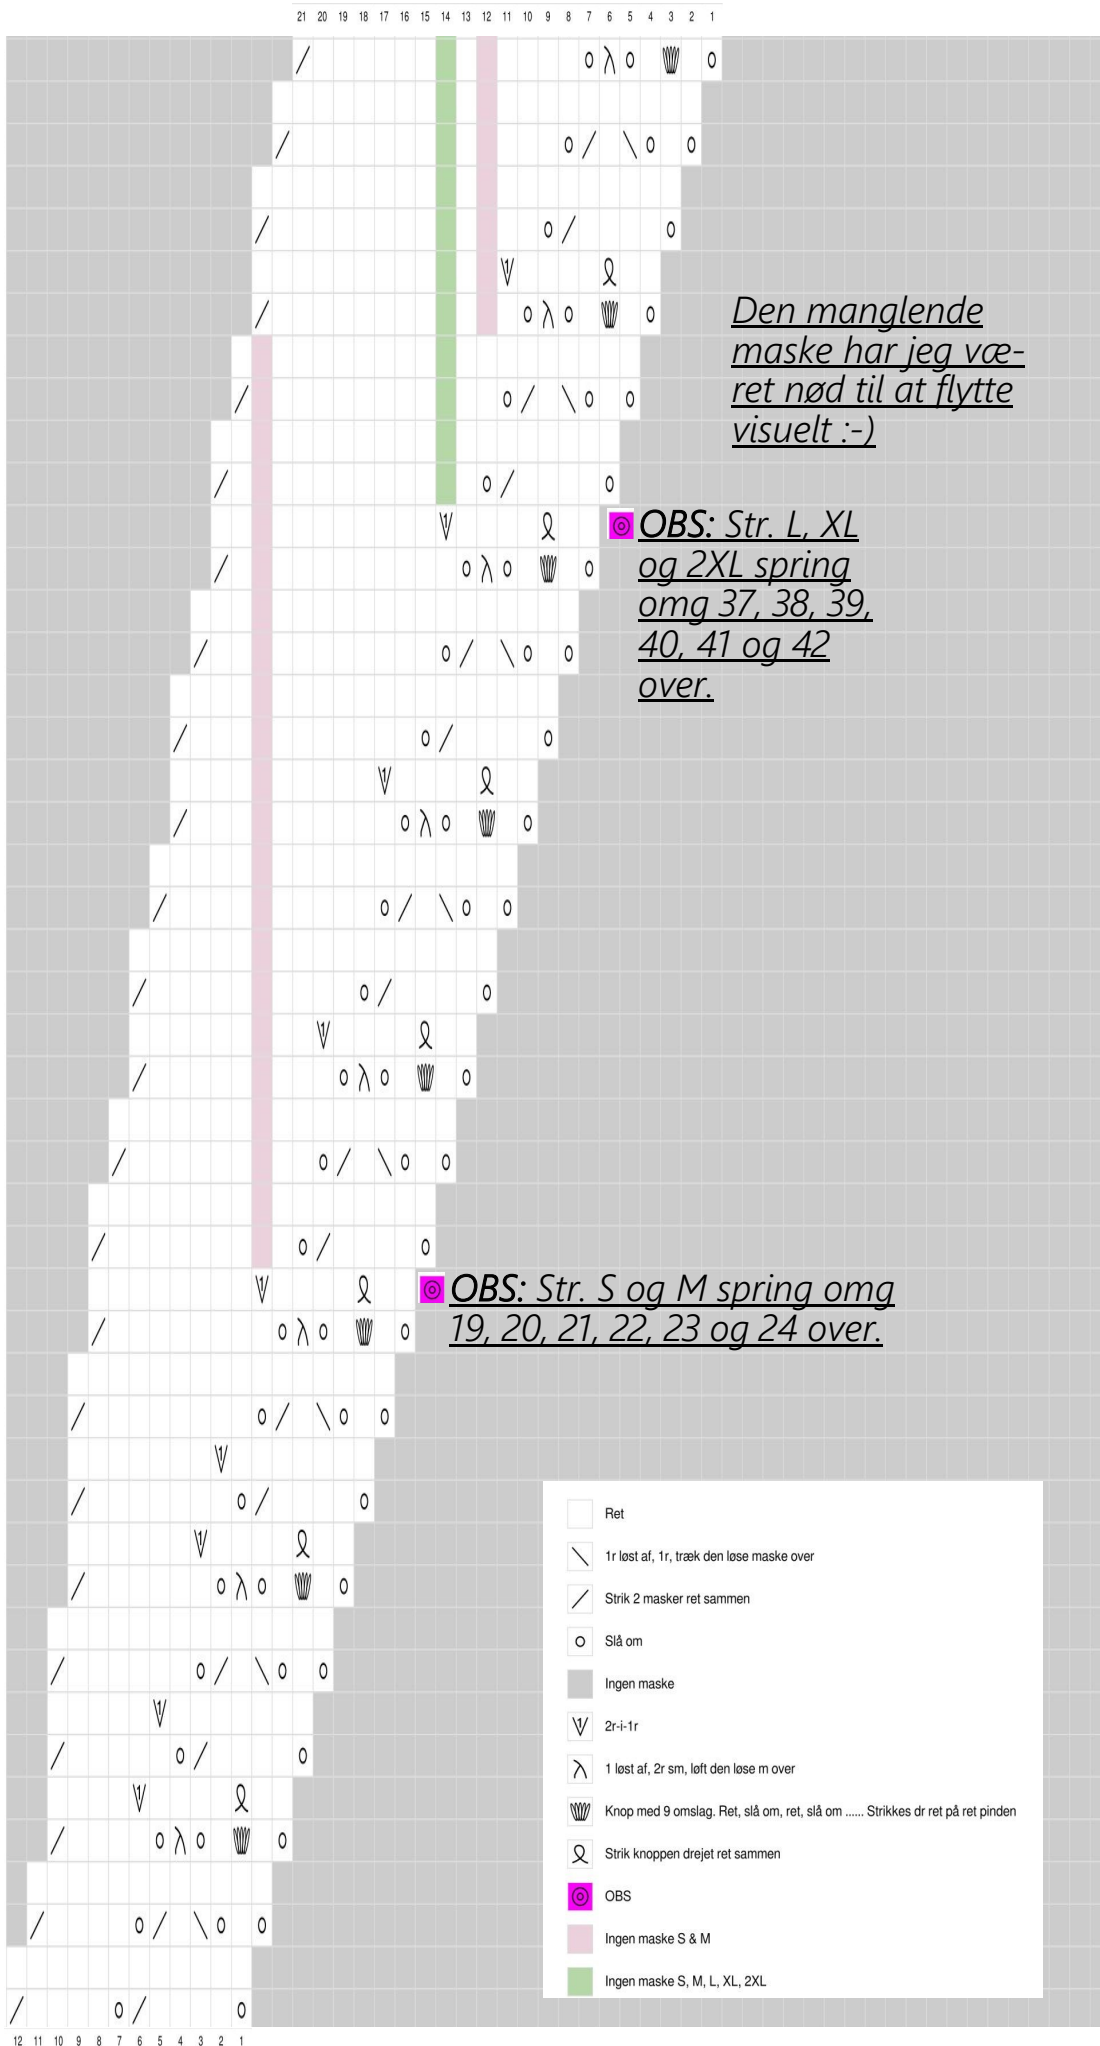 21 20 19 18 17 16 15 14 13 12 11 10 9 8 7 6 5 4 3 2 1
Den manglende
maske har jeg væ-
ret nød til at flytte
visuelt :-)
OBS: Str. L, XL
og 2XL spring
omg 37, 38, 39,
40, 41 og 42
over.
OBS: Str. S og M spring omg
19, 20, 21, 22, 23 og 24 over.
Ret
1r løst af, 1r, træk den løse maske over
Strik 2 masker ret sammen
Slå om
Ingen maske
2r-i-1r
1 løst af, 2r sm, løft den løse m over
Knop med 9 omslag. Ret, slå om, ret, slå om ...... Strikkes dr ret på ret pinden
Strik knoppen drejet ret sammen
OBS
Ingen maske S & M
Ingen maske S, M, L, XL, 2XL
12 11 10 9 8 7 6 5 4 3 2 1